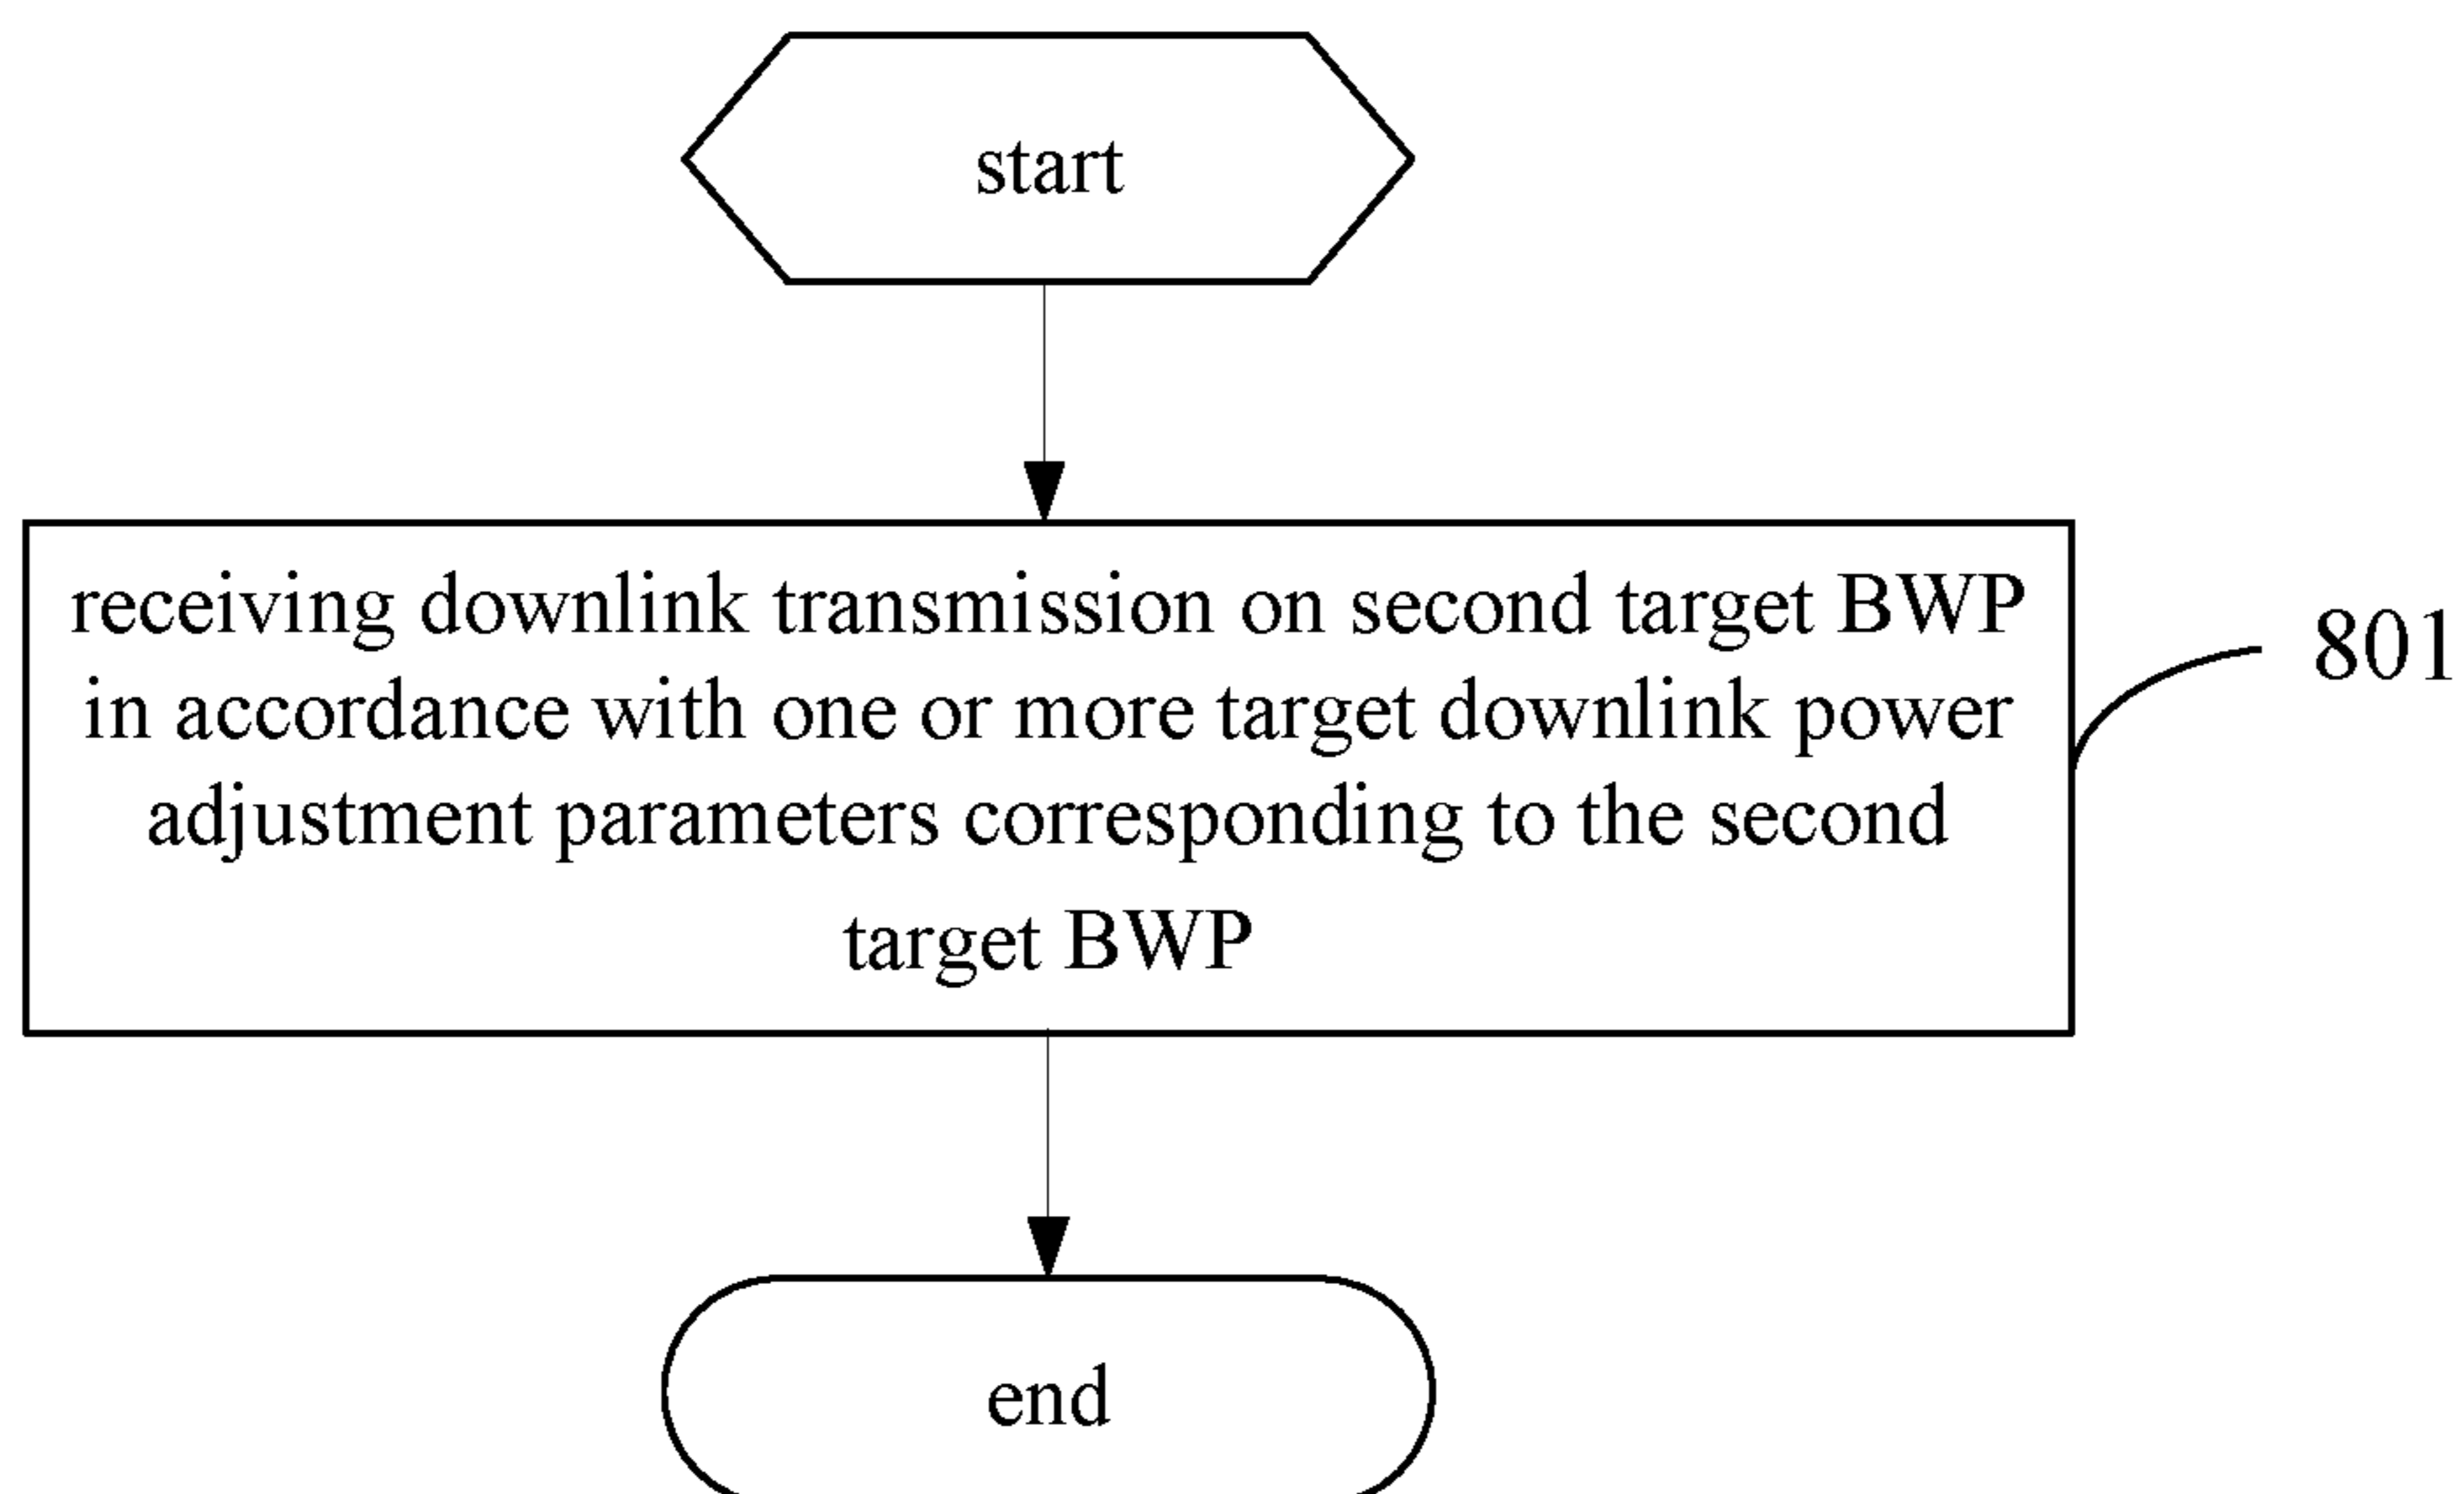 start
receiving downlink transmission on second target BWP
in accordance with one or more target downlink power
adjustment parameters corresponding to the second
target BWP
801
end